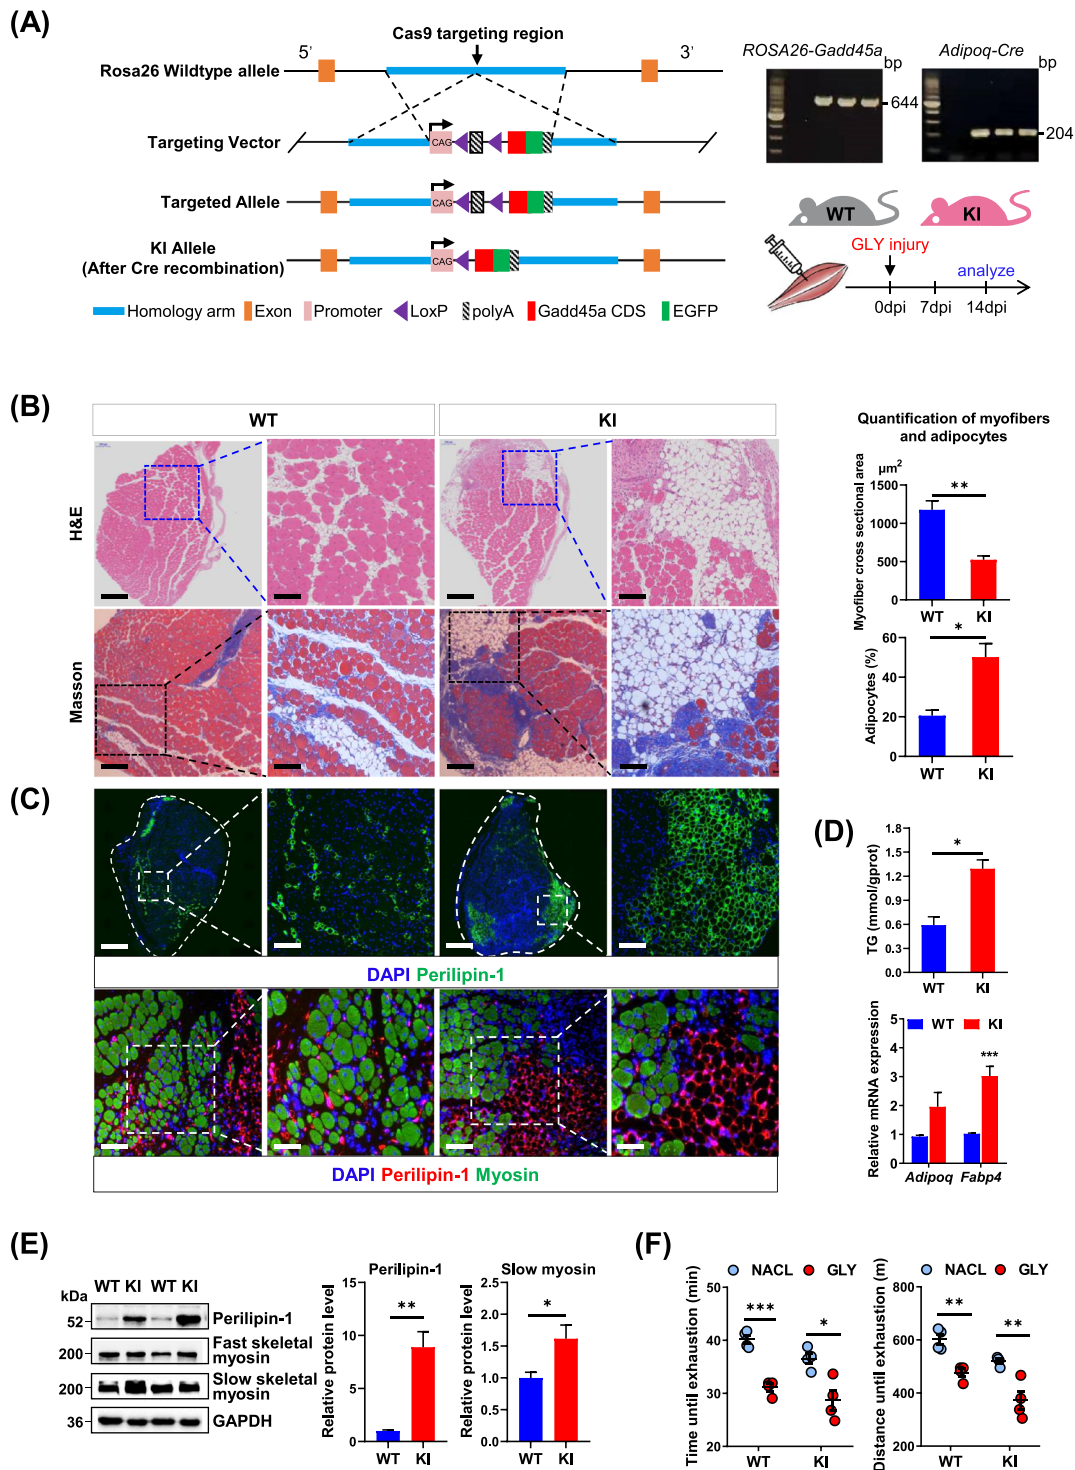 (A)
Cas9 targeting region
5'
3'
Rosa26 Wildtype allele
Targeting Vector
CAG
Targeted Allele
CAG
KI Allele
(After Cre recombination)
CAG
Homology arm
Exon
Promoter
LoxP
polyA
Gadd45a CDS
EGFP
ROSA26-Gadd45a
bp
644
Adipoq-Cre
bp
204
WT
KI
GLY injury
analyze
0dpi
7dpi
14dpi
(B)
WT
KI
H&E
Masson
Quantification of myofibers
and adipocytes
µm²
Myofiber cross sectional area
1500
1000
500
0
**
WT
KI
Adipocytes (%)
60
40
20
0
*
WT
KI
(C)
DAPI Perilipin-1
DAPI Perilipin-1 Myosin
(D)
TG (mmol/gprot)
1.8
1.5
1.2
0.9
0.6
0.3
0.0
*
WT
KI
Relative mRNA expression
WT
KI
5
4
3
2
1
0
***
Adipoq
Fabp4
(E)
WT KI WT KI
kDa
52
Perilipin-1
200
Fast skeletal
myosin
200
Slow skeletal
myosin
36
GAPDH
Perilipin-1
Relative protein level
15
10
5
0
**
WT
KI
Slow myosin
Relative protein level
2.5
2.0
1.5
1.0
0.5
0.0
*
WT
KI
(F)
NACL
GLY
Time until exhaustion (min)
50
40
30
20
***
*
WT
KI
NACL
GLY
Distance until exhaustion (m)
800
600
400
200
**
**
WT
KI